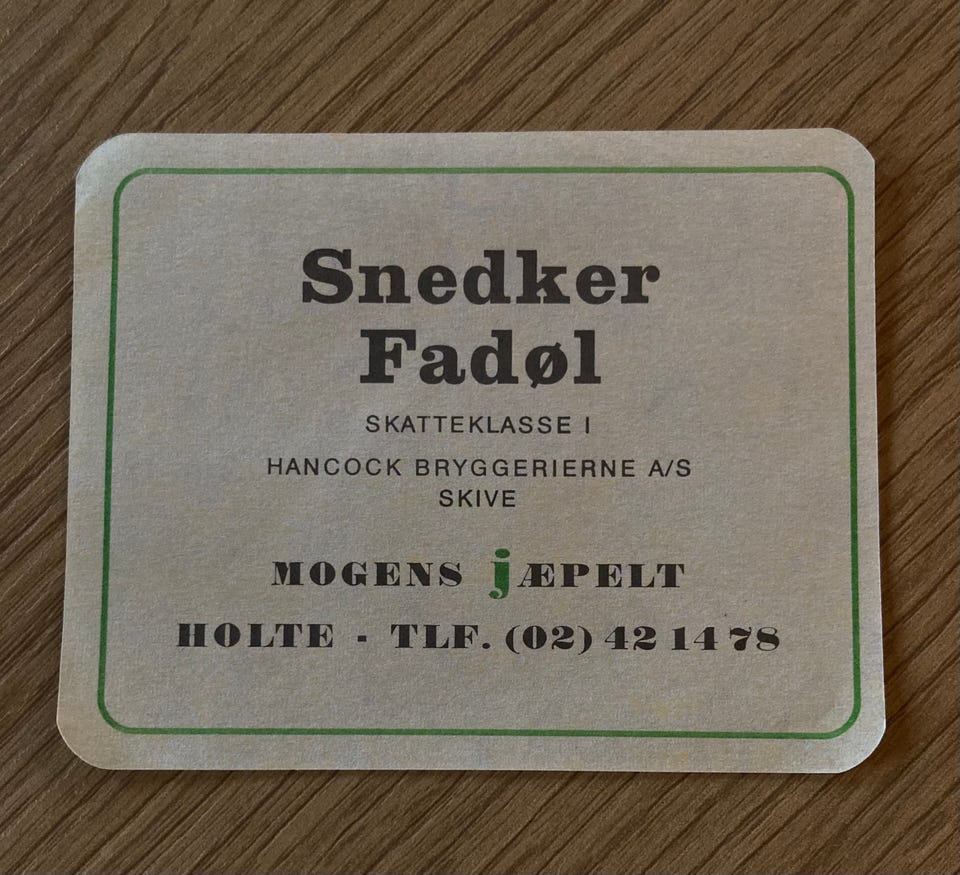 Snedker
Fadøl
SKATTEKLASSE I
HANCOCK BRYGGERIERNE A/S
SKIVE
MOGENS jÆPELT
HOLTE - TLF. (02) 42 14 78